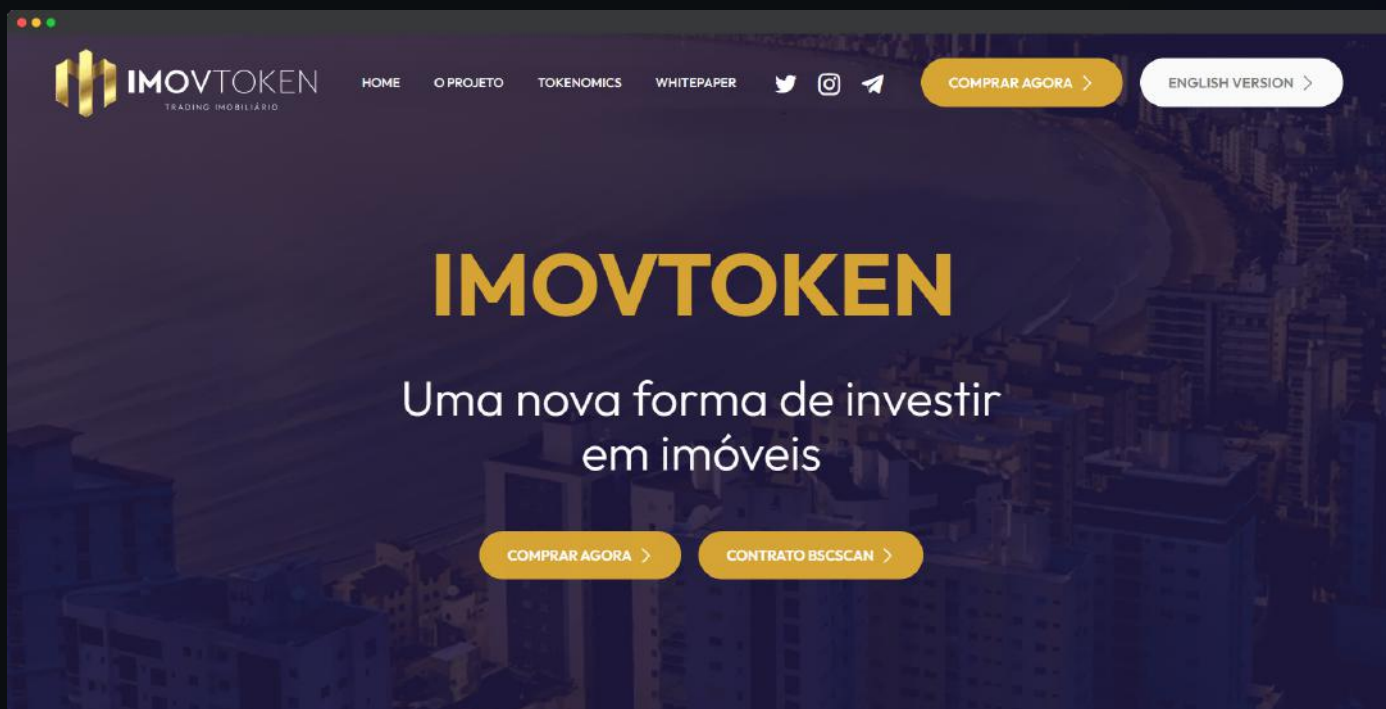 IMOVTOKEN
TRADING IMOBILIÁRIO
HOME
O PROJETO
TOKENOMICS
WHITEPAPER
COMPRAR AGORA
ENGLISH VERSION
IMOVTOKEN
Uma nova forma de investir
em imóveis
COMPRAR AGORA
CONTRATO BSCSCAN